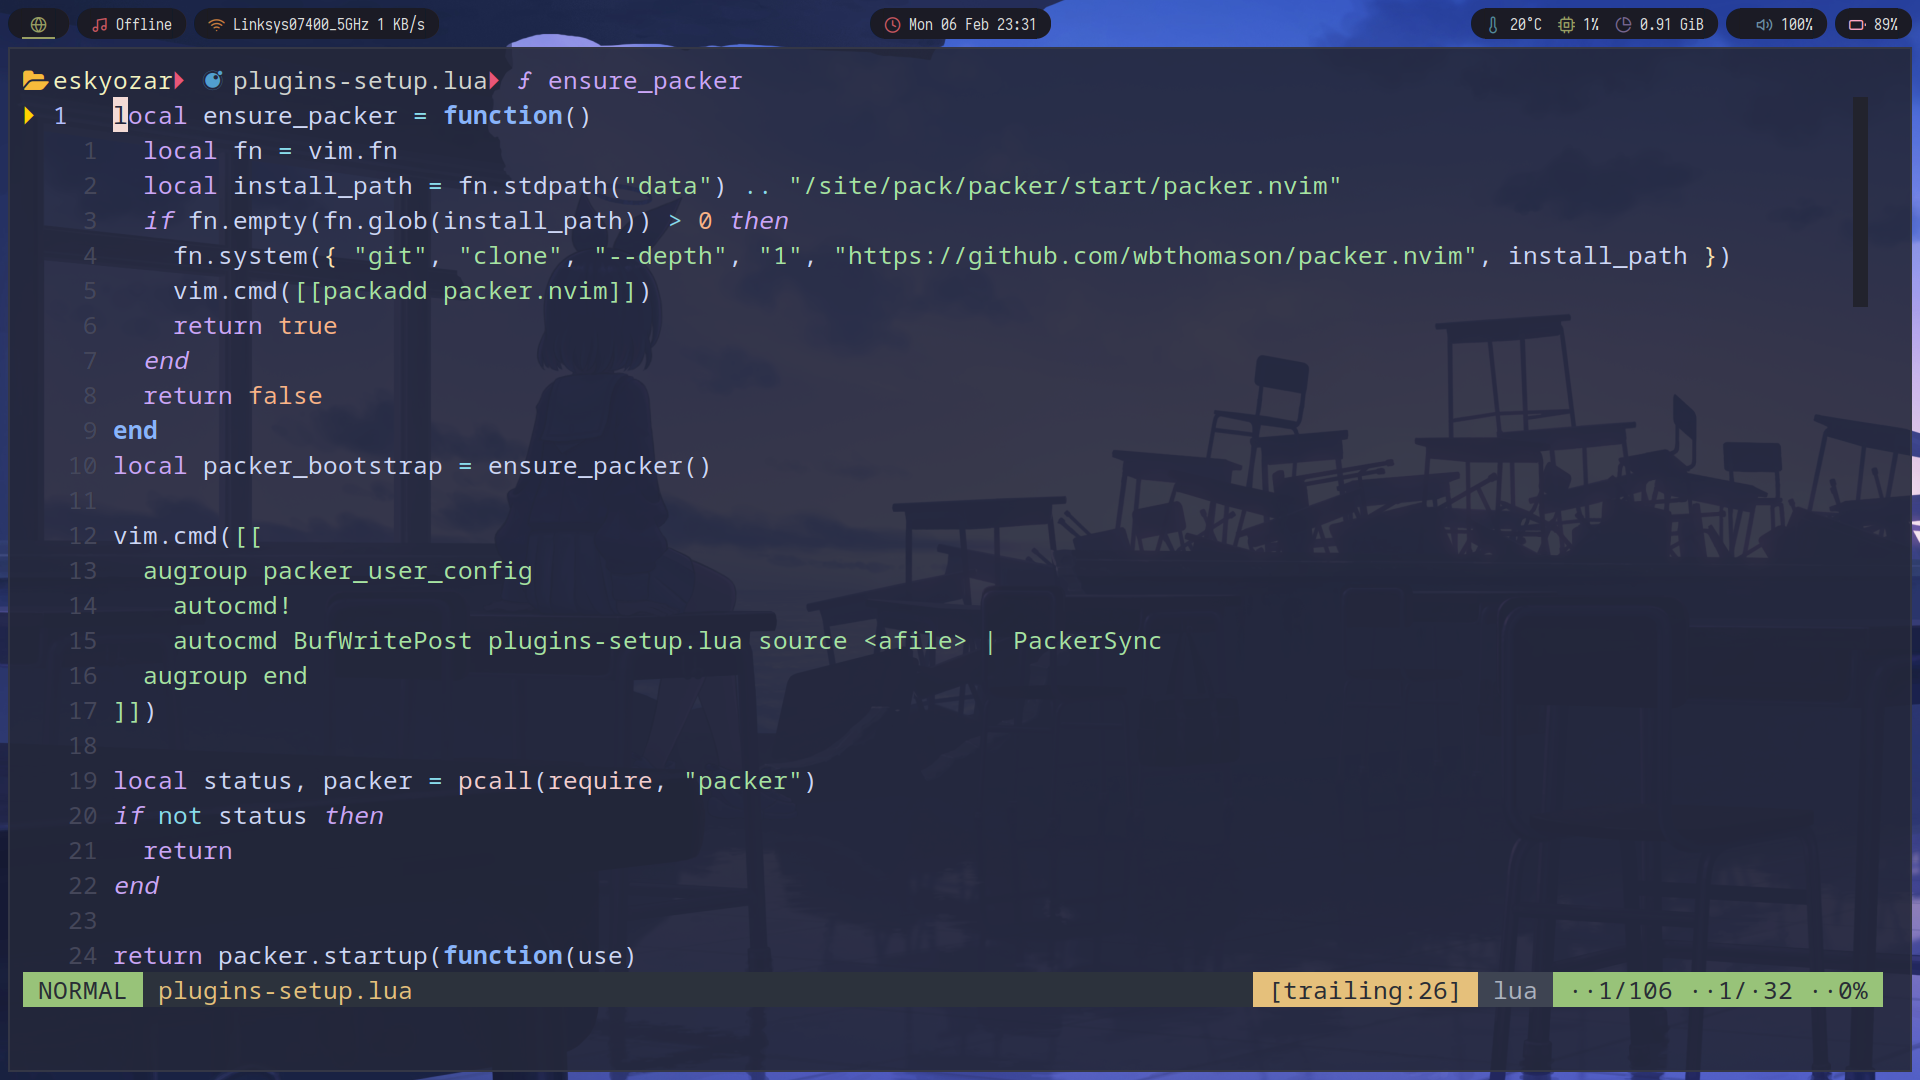 Offline
Linksys07400_5GHz 1 KB/s
Mon 06 Feb 23:31
20°C 1% 0.91 GiB
100%
89%
eskyozar plugins-setup.lua ƒ ensure_packer
1 local ensure_packer = function()
1 local fn = vim.fn
2 local install_path = fn.stdpath("data") .. "/site/pack/packer/start/packer.nvim"
3 if fn.empty(fn.glob(install_path)) > 0 then
4 fn.system({ "git", "clone", "--depth", "1", "https://github.com/wbthomason/packer.nvim", install_path })
5 vim.cmd([[packadd packer.nvim]])
6 return true
7 end
8 return false
9 end
10 local packer_bootstrap = ensure_packer()
11
12 vim.cmd([[
13 augroup packer_user_config
14 autocmd!
15 autocmd BufWritePost plugins-setup.lua source <afile> | PackerSync
16 augroup end
17 ]])
18
19 local status, packer = pcall(require, "packer")
20 if not status then
21 return
22 end
23
24 return packer.startup(function(use)
NORMAL plugins-setup.lua [trailing:26] lua ··1/106 ··1/·32 ··0%